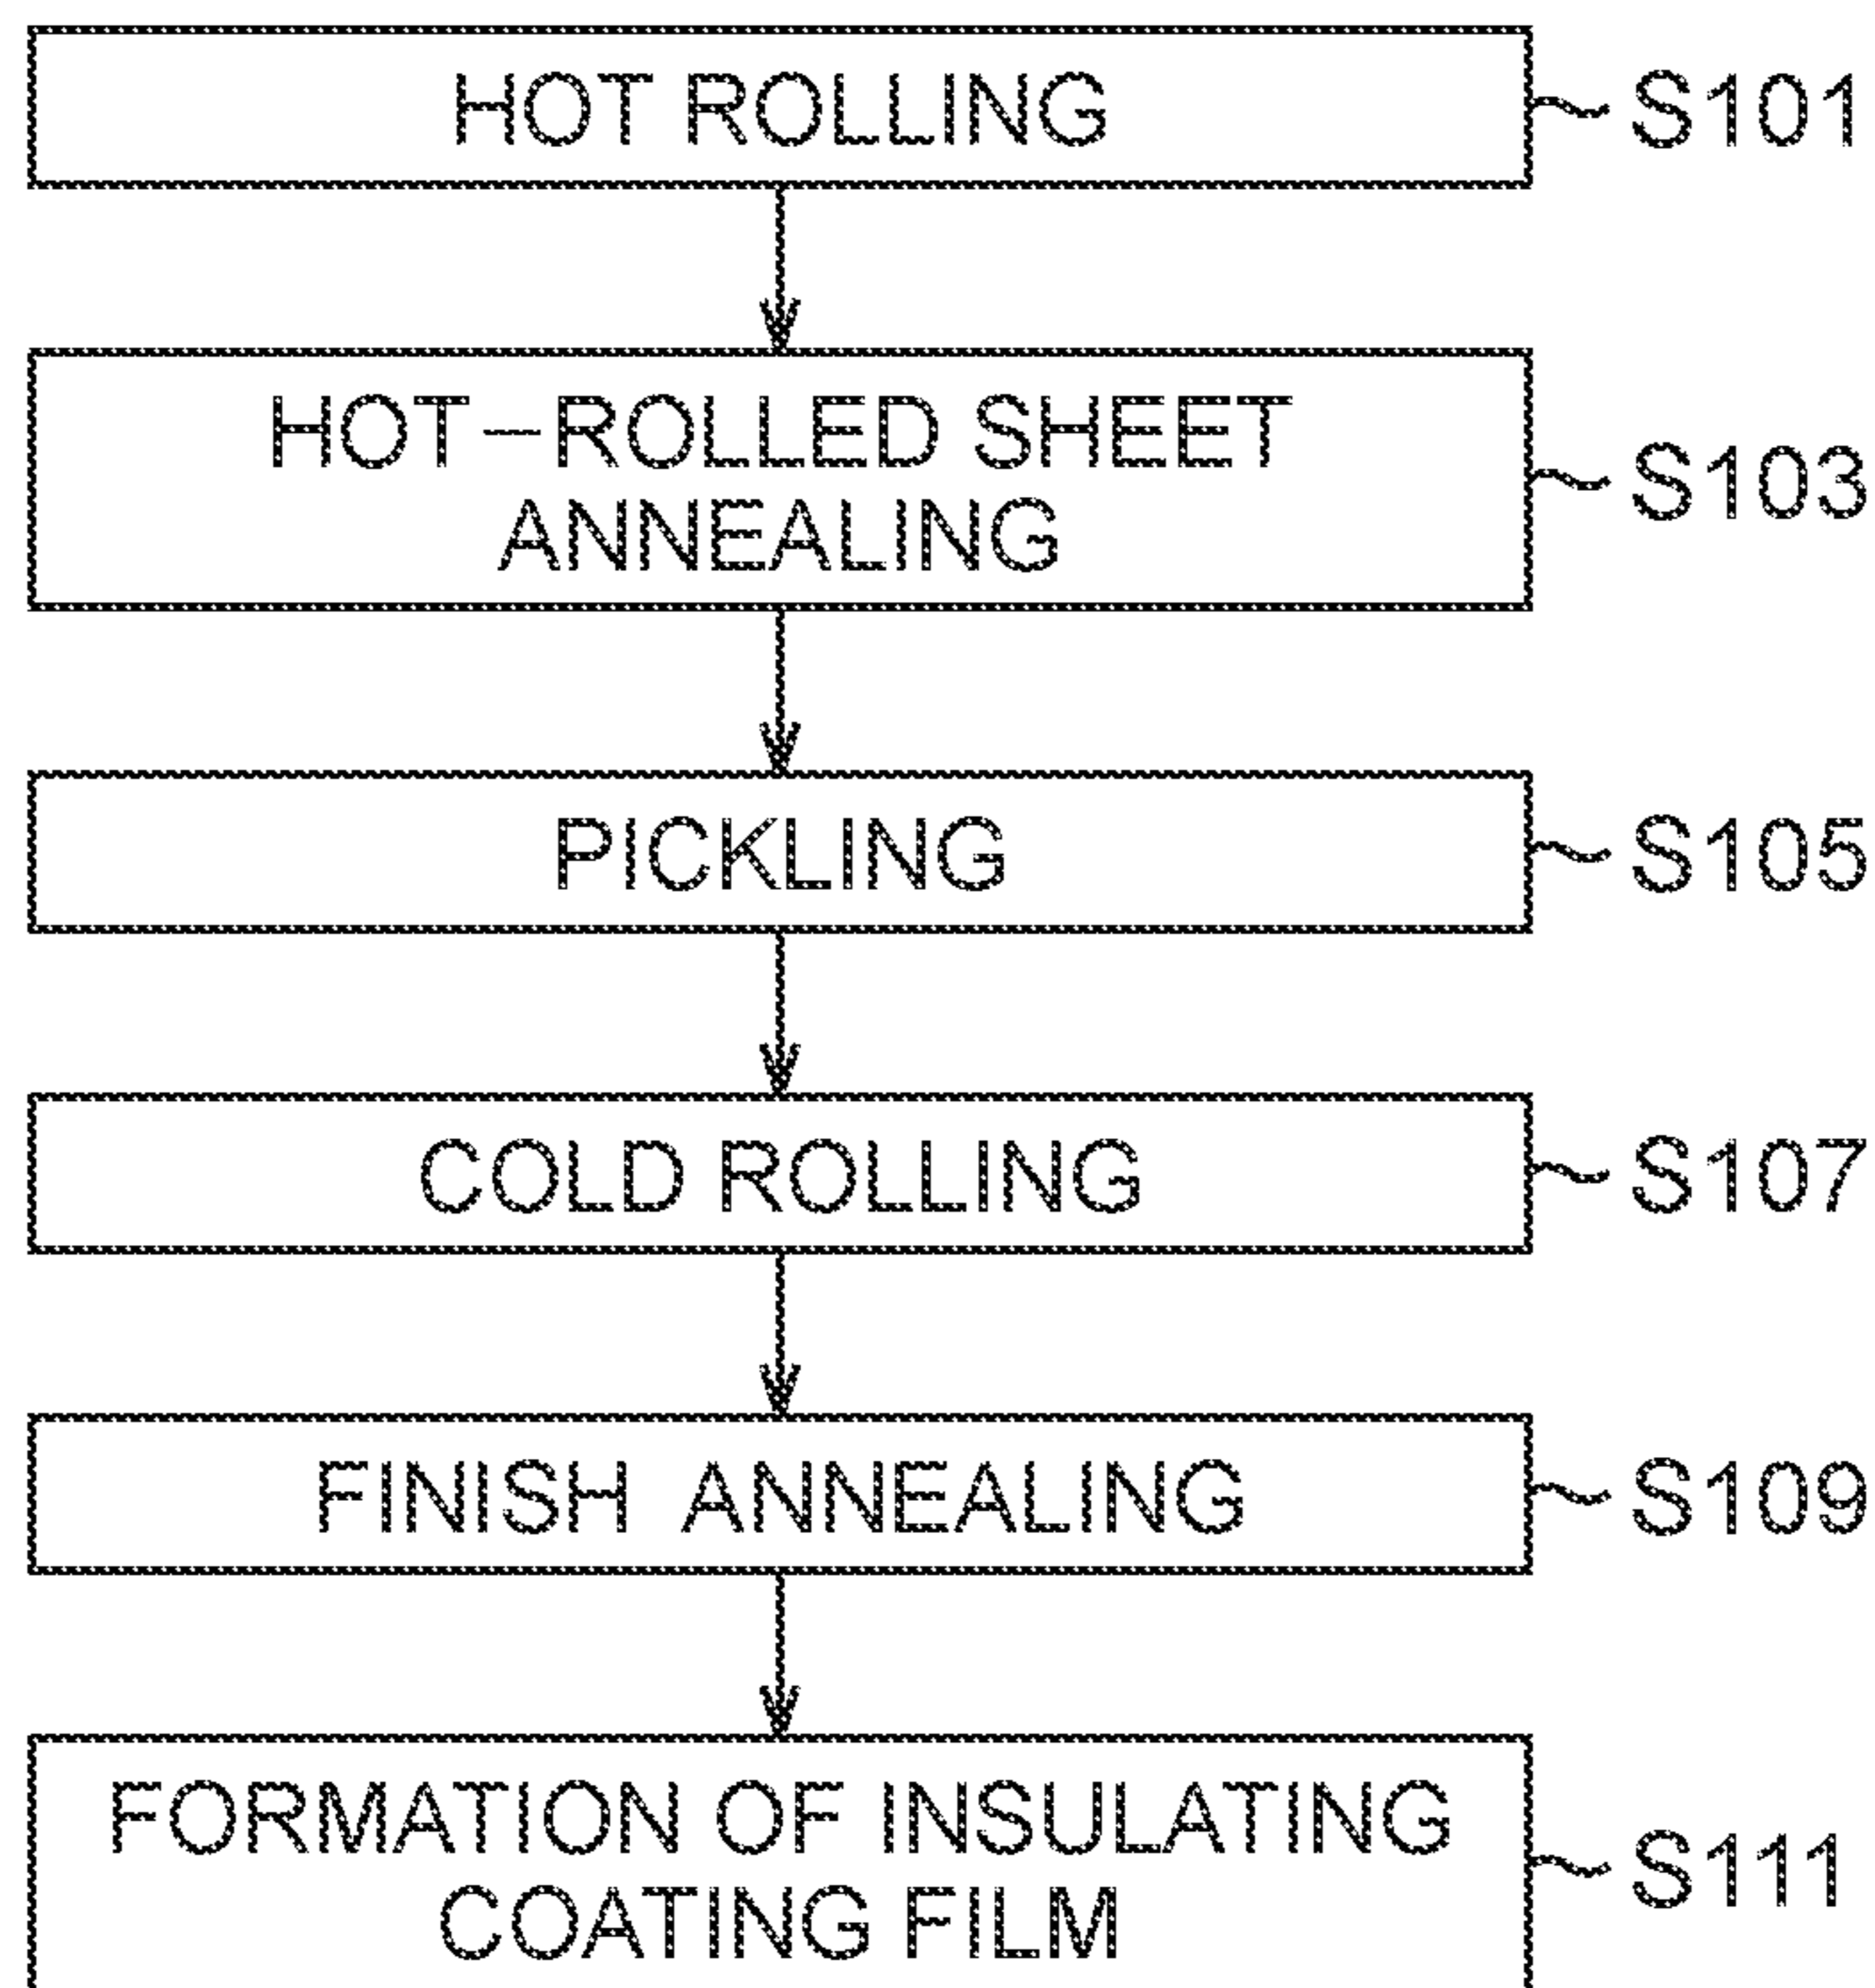 HOT ROLLING
S101
HOT-ROLLED SHEET
ANNEALING
S103
PICKLING
S105
COLD ROLLING
S107
FINISH ANNEALING
S109
FORMATION OF INSULATING
COATING FILM
S111